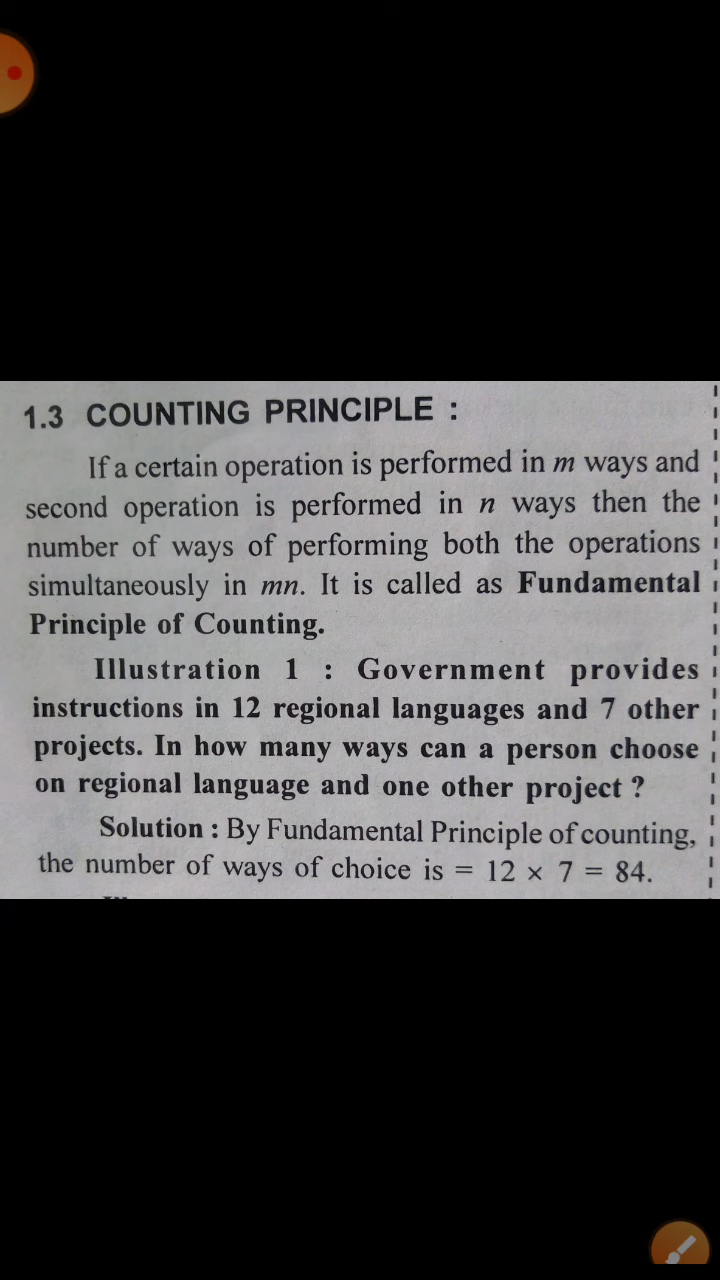 1.3 COUNTING PRINCIPLE :
If a certain operation is performed in m ways and
second operation is performed in n ways then the
number of ways of performing both the operations
simultaneously in mn. It is called as Fundamental
Principle of Counting.
Illustration 1 : Government provides
instructions in 12 regional languages and 7 other
projects. In how many ways can a person choose
on regional language and one other project ?
Solution : By Fundamental Principle of counting,
the number of ways of choice is = 12 × 7 = 84.